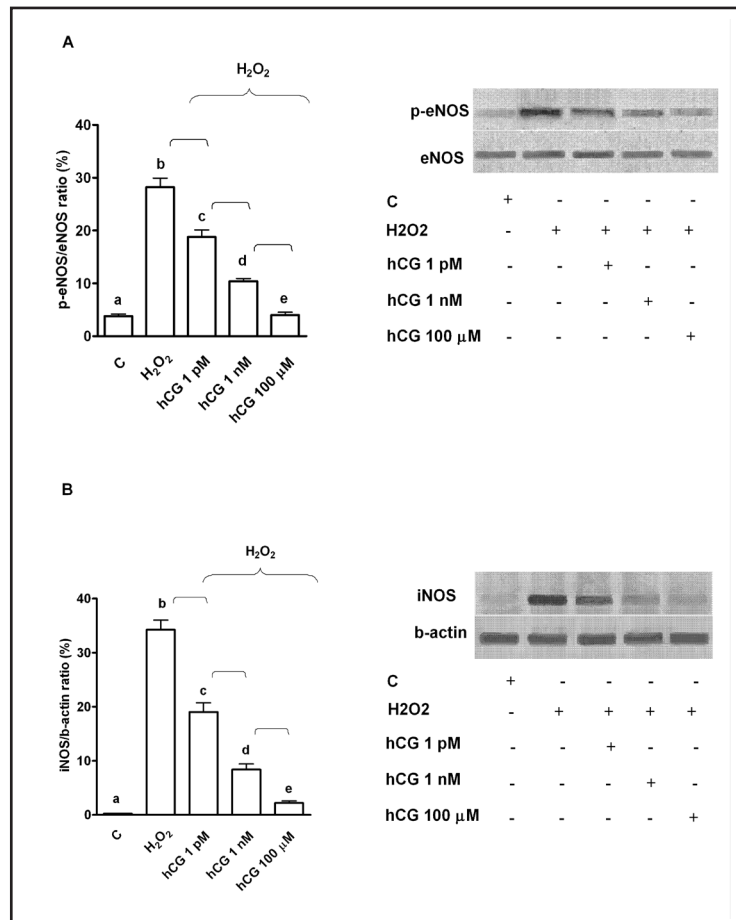 A
H₂O₂
p-eNOS/eNOS ratio (%)
40
30
20
10
0
a
b
c
d
e
C
H₂O₂
hCG 1 pM
hCG 1 nM
hCG 100 µM
p-eNOS
eNOS
C + - - - -
H2O2 - + + + +
hCG 1 pM - - + - -
hCG 1 nM - - - + -
hCG 100 µM - - - - +
B
H₂O₂
iNOS/b-actin ratio (%)
40
30
20
10
0
a
b
c
d
e
C
H₂O₂
hCG 1 pM
hCG 1 nM
hCG 100 µM
iNOS
b-actin
C + - - - -
H2O2 - + + + +
hCG 1 pM - - + - -
hCG 1 nM - - - + -
hCG 100 µM - - - - +